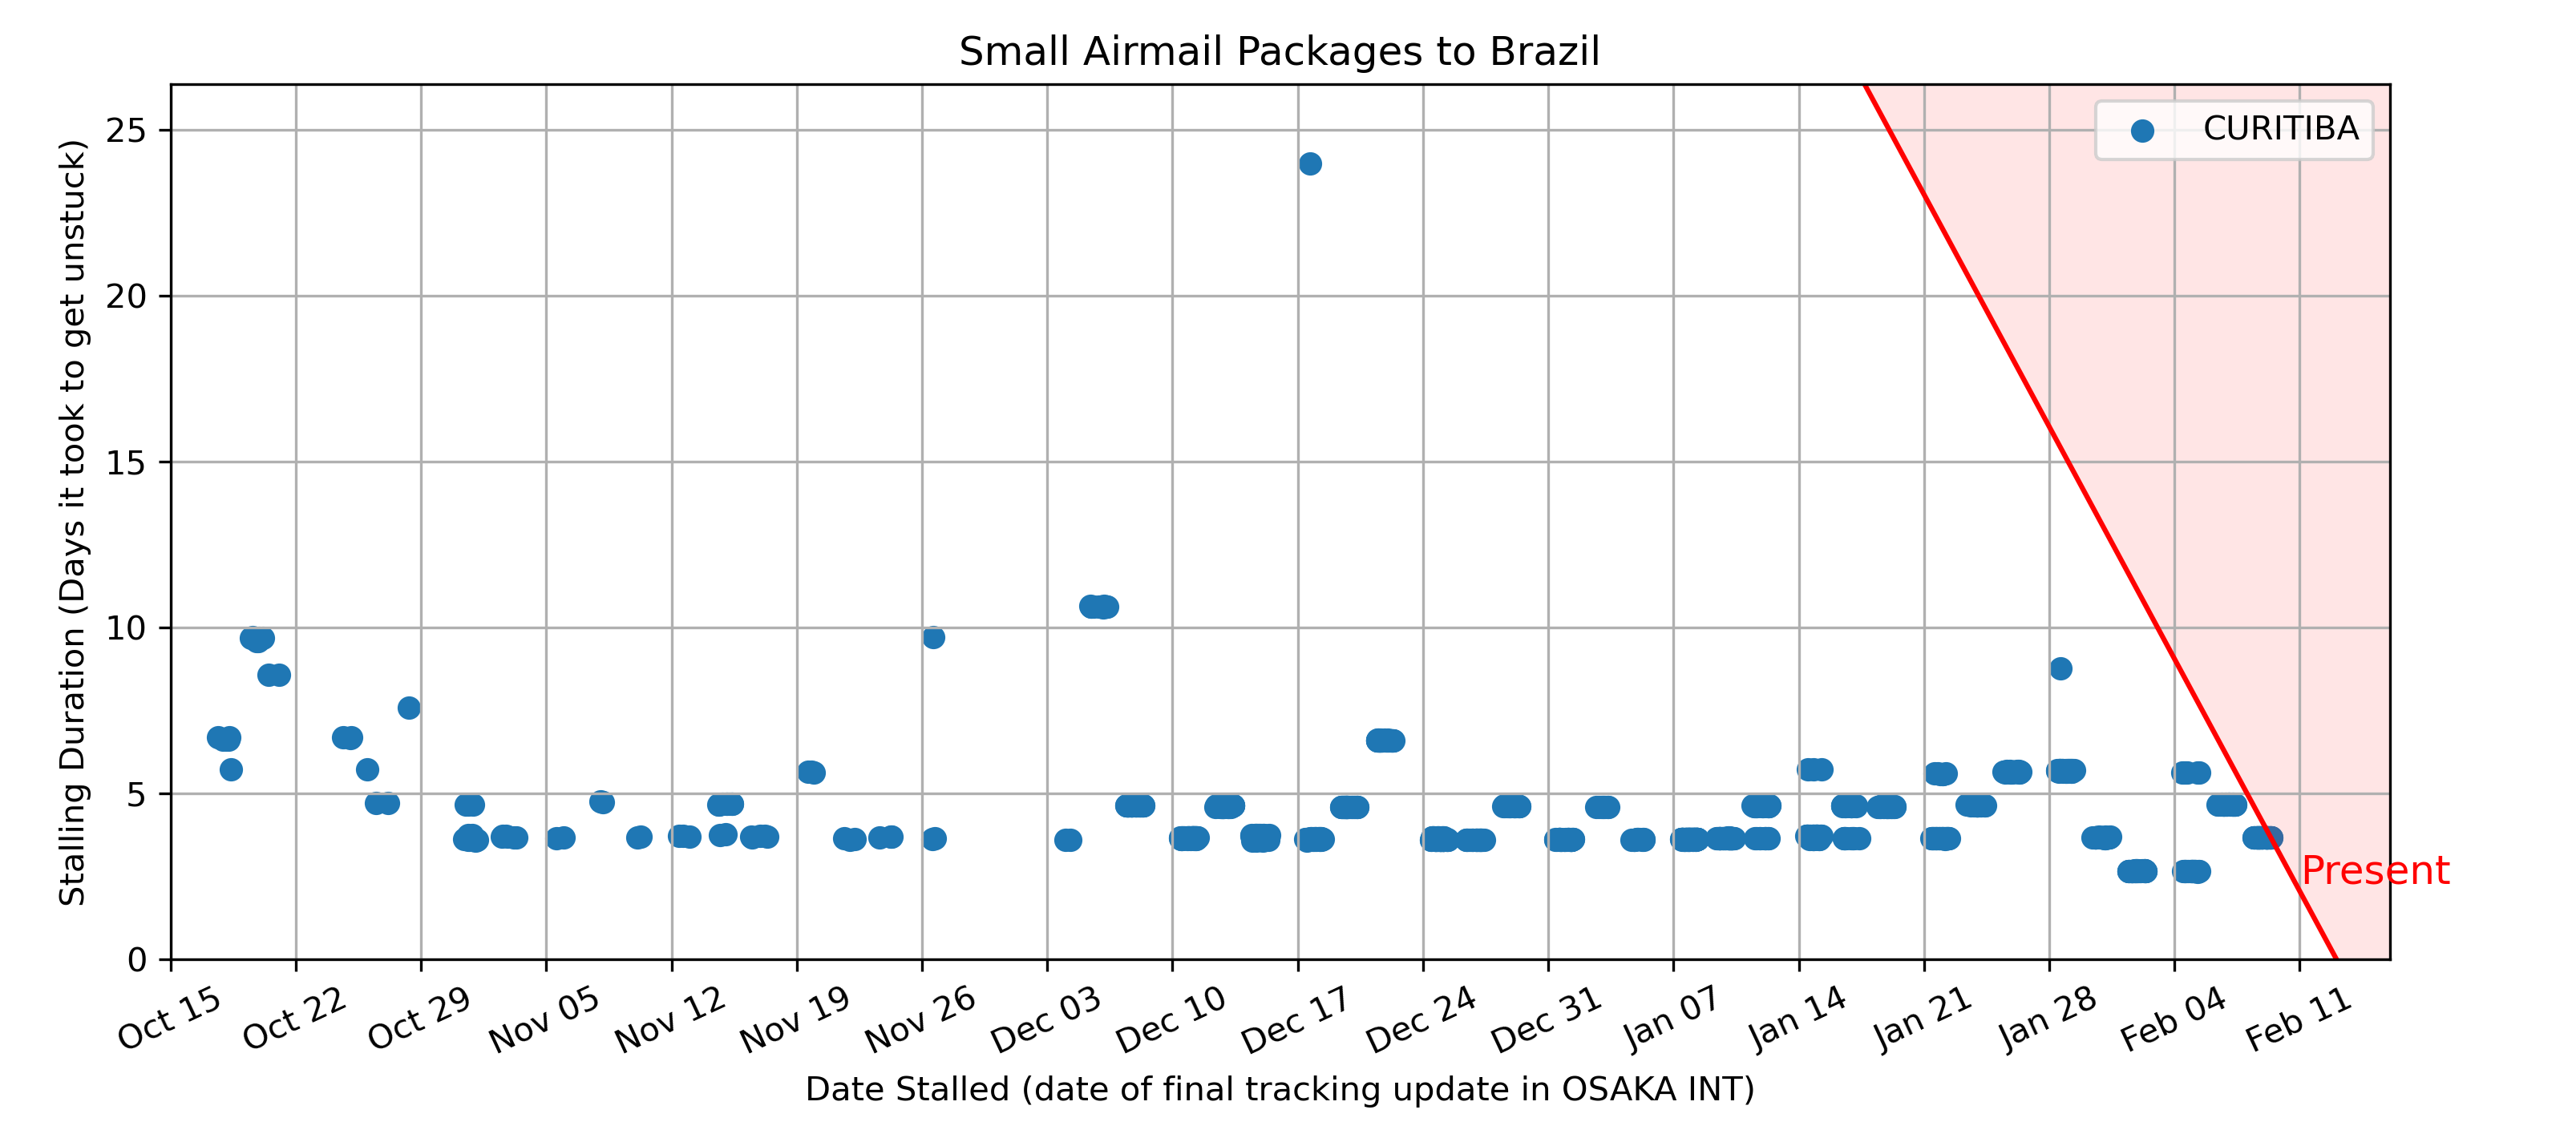 Small Airmail Packages to Brazil
CURITIBA
Stalling Duration (Days it took to get unstuck)
25
20
15
10
5
0
Present
Oct 15
Oct 22
Oct 29
Nov 05
Nov 12
Nov 19
Nov 26
Dec 03
Dec 10
Dec 17
Dec 24
Dec 31
Jan 07
Jan 14
Jan 21
Jan 28
Feb 04
Feb 11
Date Stalled (date of final tracking update in OSAKA INT)